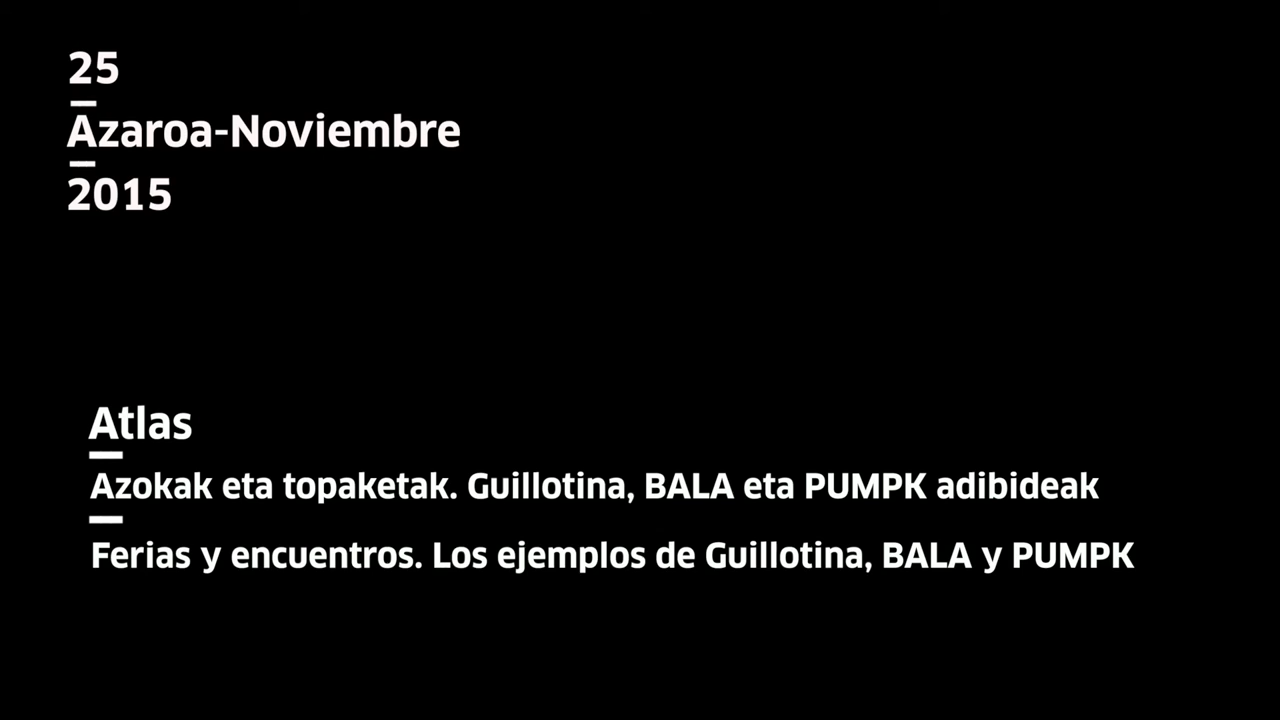 25
Azaroa-Noviembre
2015
Atlas
Azokak eta topaketak. Guillotina, BALA eta PUMPK adibideak
Ferias y encuentros. Los ejemplos de Guillotina, BALA y PUMPK